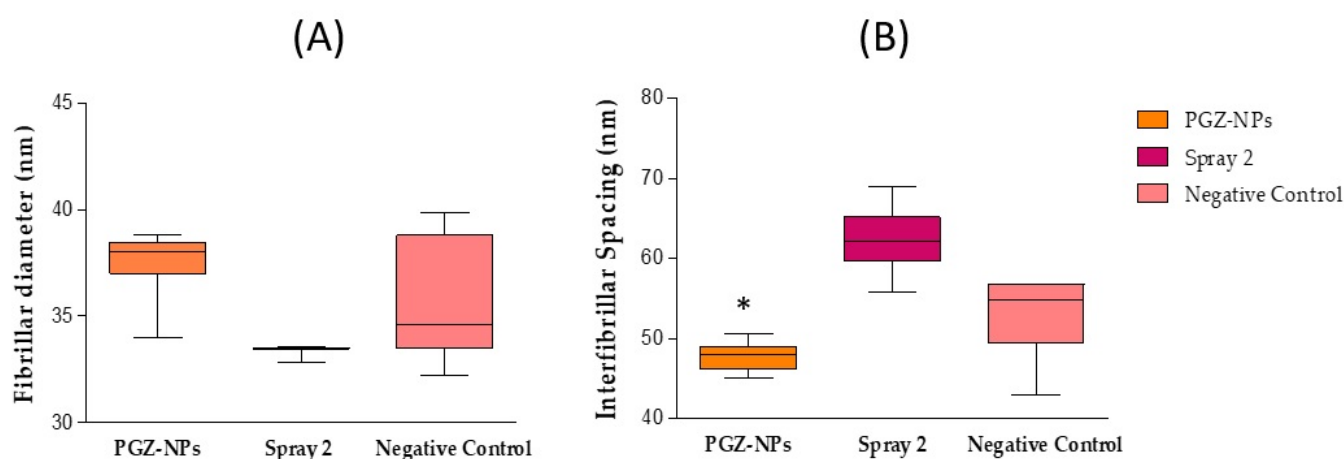 (A)
Fibrillar diameter (nm)
45
40
35
30
PGZ-NPs
Spray 2
Negative Control
(B)
Interfibrillar Spacing (nm)
80
70
60
50
40
*
PGZ-NPs
Spray 2
Negative Control
PGZ-NPs
Spray 2
Negative Control